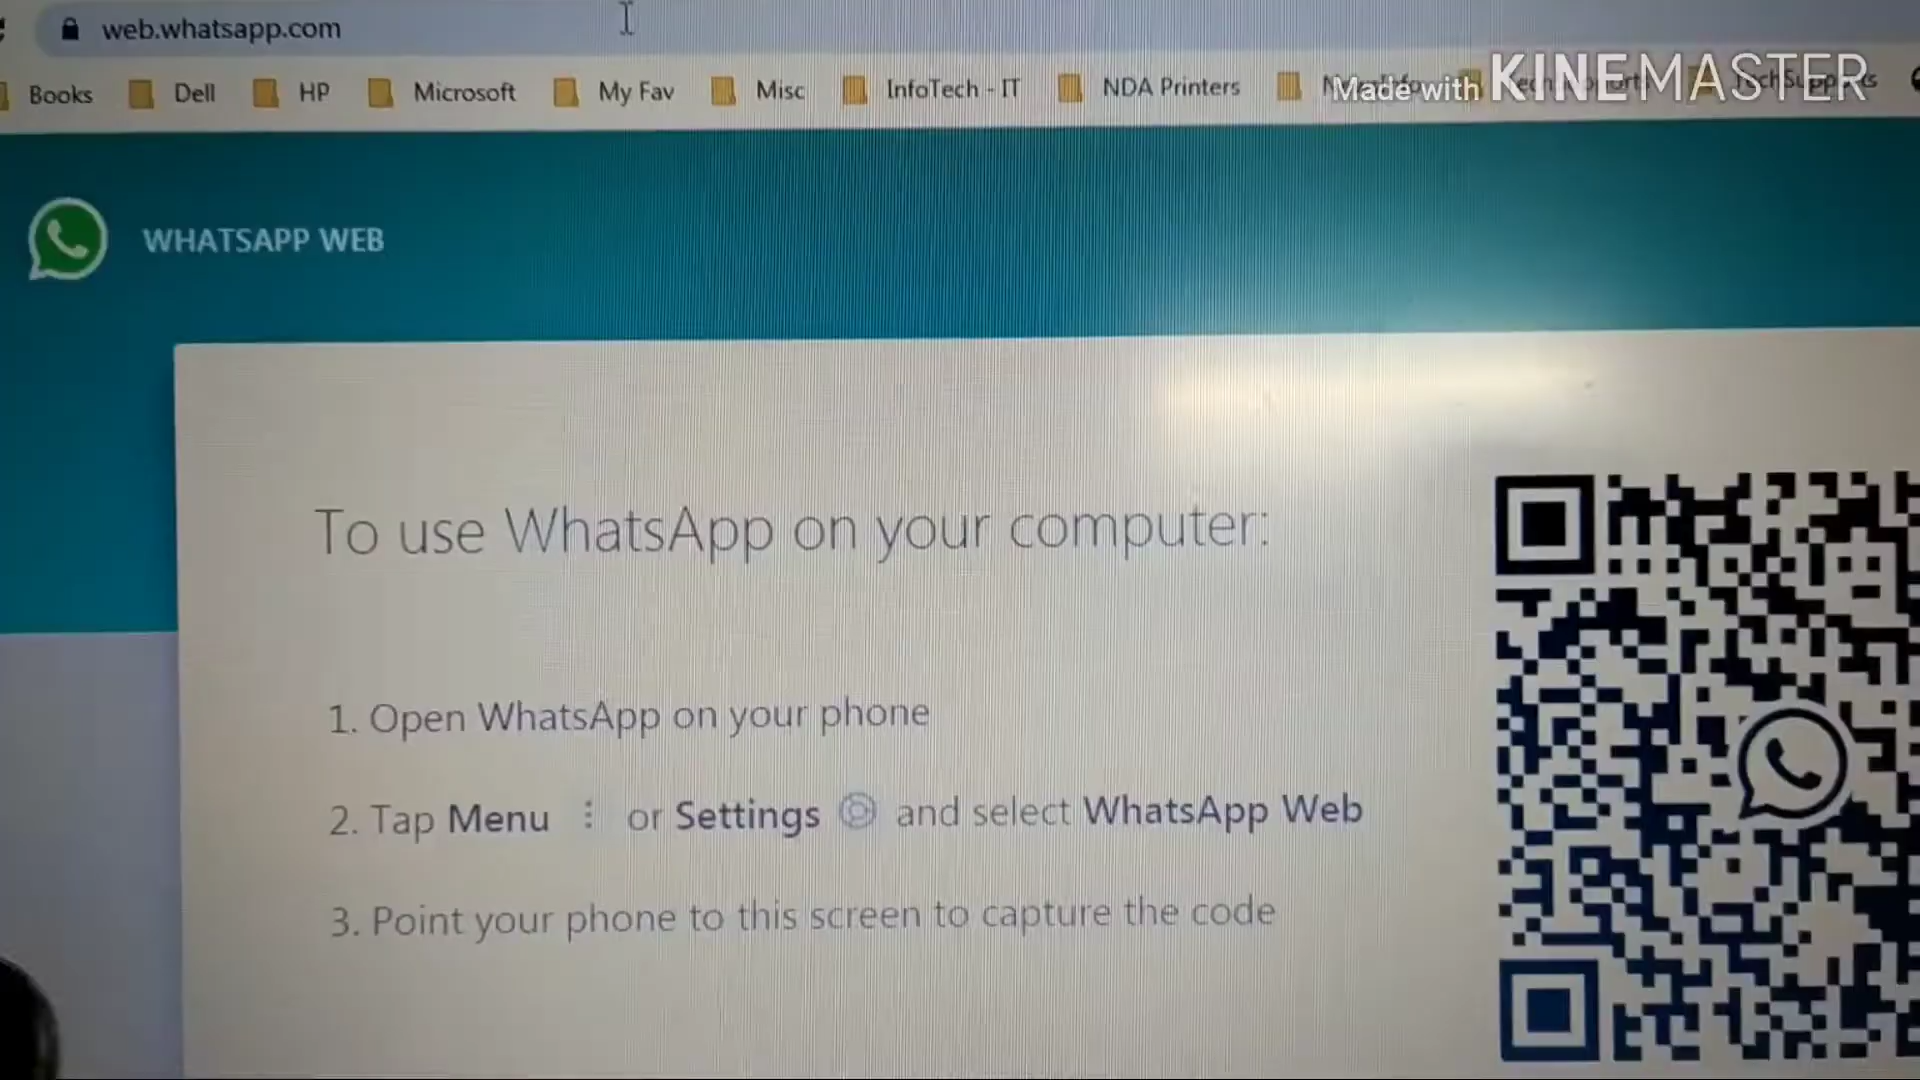 web.whatsapp.com
Books Dell HP Microsoft My Fav Misc InfoTech - IT NDA Printers
Made with KINEMASTER
WHATSAPP WEB
To use WhatsApp on your computer:
1. Open WhatsApp on your phone
2. Tap Menu or Settings and select WhatsApp Web
3. Point your phone to this screen to capture the code